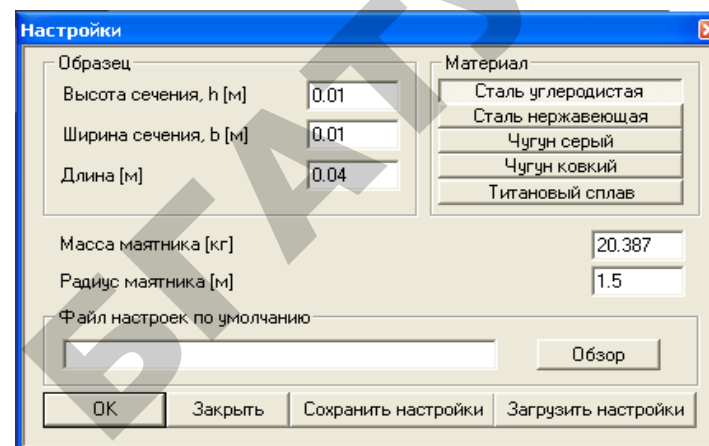 Настройки
Образец
Высота сечения, h [м] 0.01
Ширина сечения, b [м] 0.01
Длина [м] 0.04
Материал
Сталь углеродистая
Сталь нержавеющая
Чугун серый
Чугун ковкий
Титановый сплав
Масса маятника [кг] 20.387
Радиус маятника [м] 1.5
Файл настроек по умолчанию
Обзор
OK Закрыть Сохранить настройки Загрузить настройки
БГАТУ